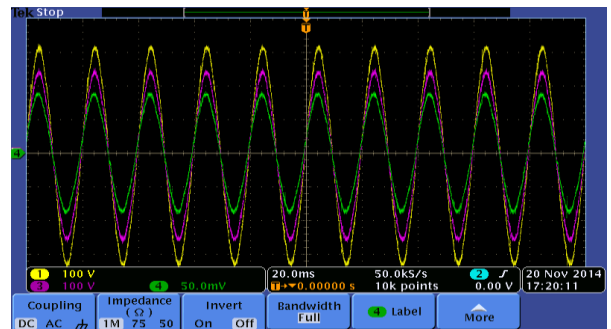 Tek Stop
T
T
4
1 100 V
3 100 V 4 50.0mV
20.0ms 50.0kS/s 2
T→▼0.00000 s 10k points 0.00 V
20 Nov 2014
17:20:11
Coupling
DC AC
Impedance
(Ω)
1M 75 50
Invert
On Off
Bandwidth
Full
4 Label
More